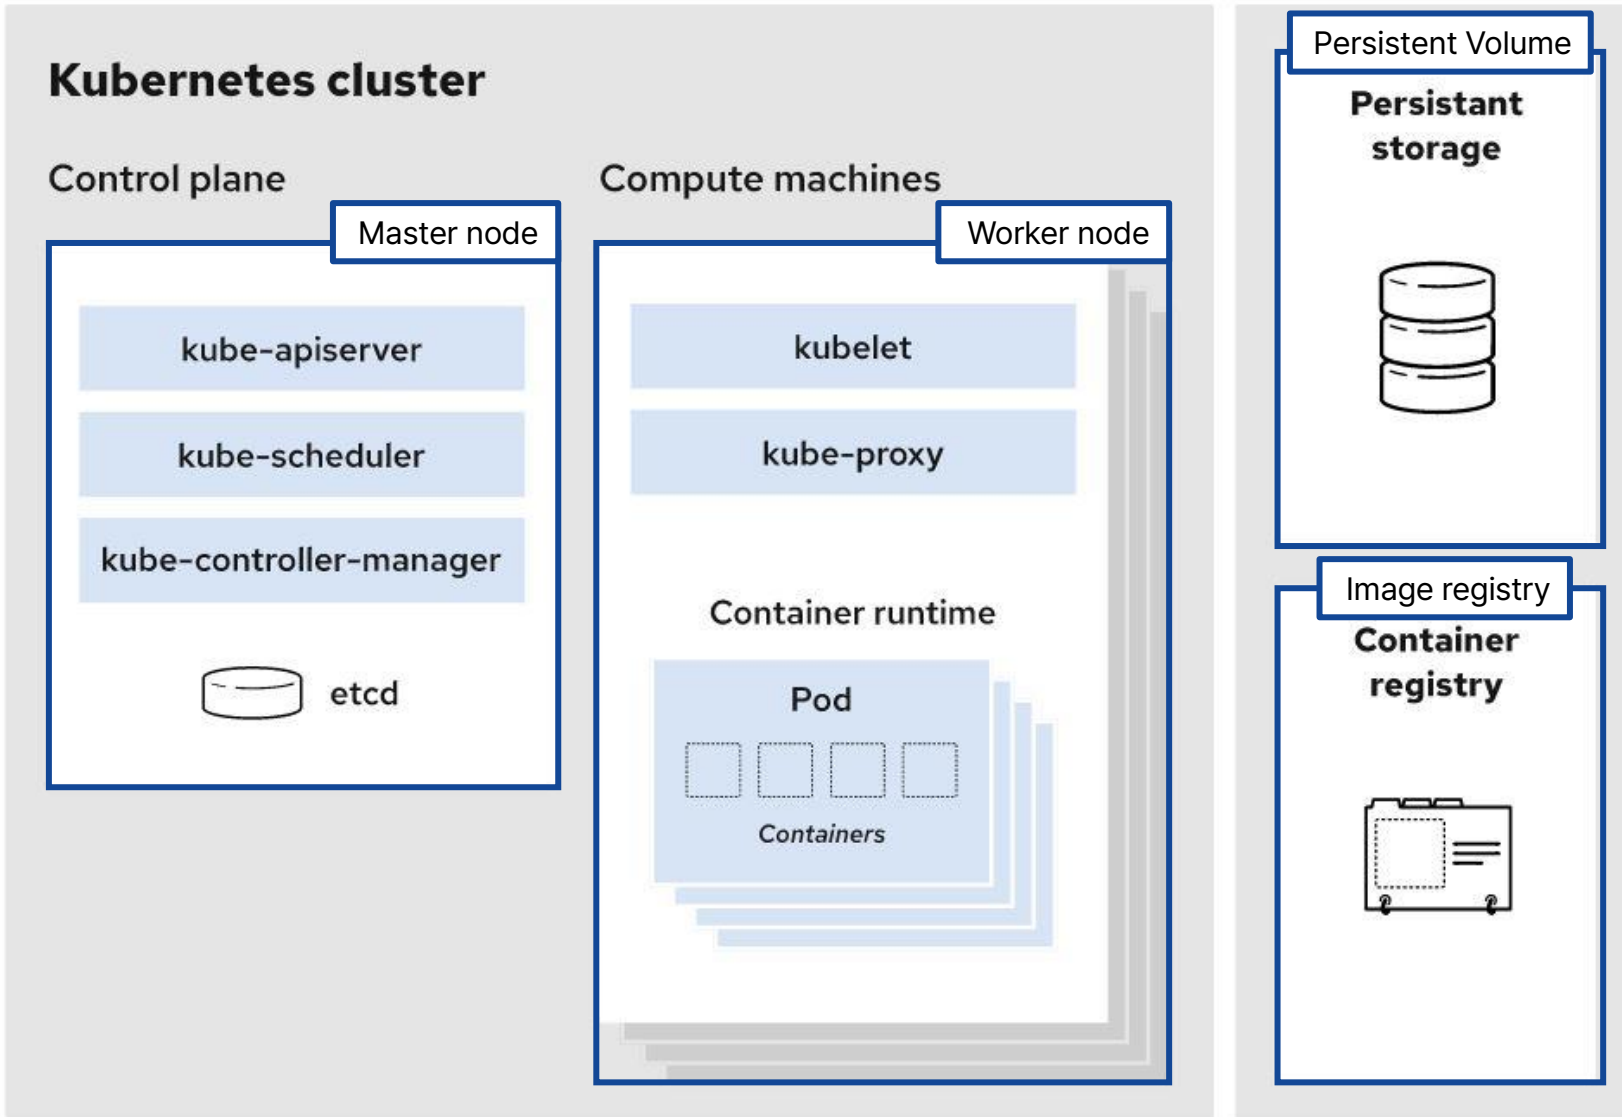 Kubernetes cluster
Control plane
Master node
kube-apiserver
kube-scheduler
kube-controller-manager
etcd
Compute machines
Worker node
kubelet
kube-proxy
Container runtime
Pod
Containers
Persistent Volume
Persistant
storage
Image registry
Container
registry